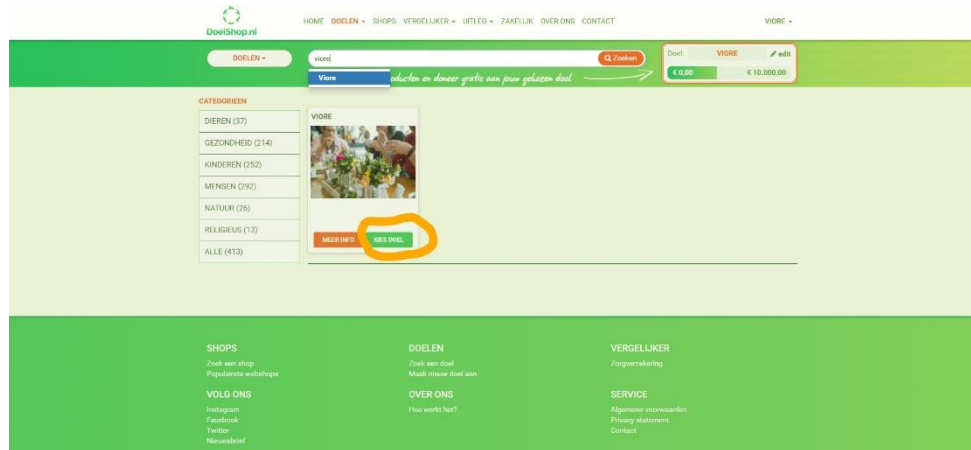 DoelShop.nl
HOME DOELEN SHOPS VERGELIJKER UITLEG ZAKELIJK OVER ONS CONTACT
VIORE
DOELEN
viore
Zoeken
Doel: VIORE edit
Viore
oducten en doneer gratis aan jouw gekozen doel
€ 0,00 € 10.000,00
CATEGORIEEN
DIEREN (37)
GEZONDHEID (214)
KINDEREN (252)
MENSEN (292)
NATUUR (26)
RELIGIEUS (13)
ALLE (413)
VIORE
MEER INFO KIES DOEL
SHOPS
Zoek een shop
Populairste webshops
DOELEN
Zoek een doel
Maak nieuw doel aan
VERGELIJKER
Zorgverzekering
VOLG ONS
Instagram
Facebook
Twitter
Nieuwsbrief
OVER ONS
Hoe werkt het?
SERVICE
Algemene voorwaarden
Privacy statement
Contact